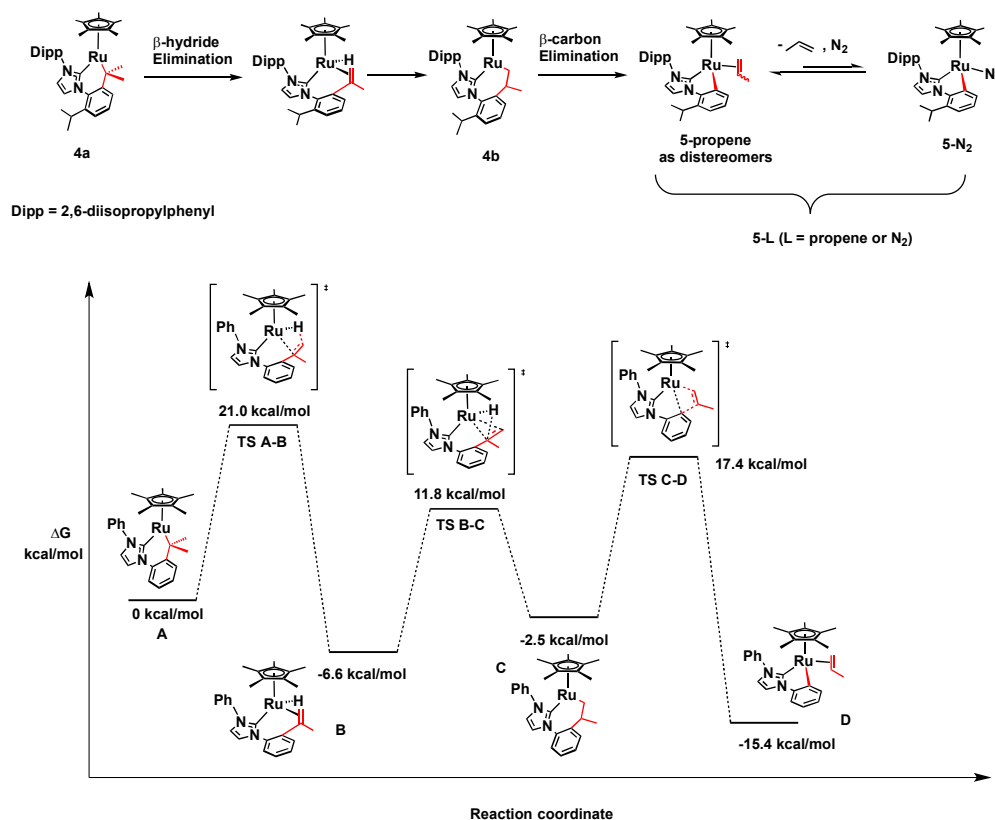 β-hydride
Elimination
β-carbon
Elimination
- , N2
Dipp
Ru
N
N
4a
Ru
H
N
N
Dipp
Ru
N
N
4b
Dipp
Ru
N
N
5-propene
as distereomers
Dipp
Ru
N
N
N
5-N2
Dipp = 2,6-diisopropylphenyl
5-L (L = propene or N2)
ΔG
kcal/mol
Ph
Ru
H
N
N
‡
21.0 kcal/mol
TS A-B
Ph
Ru
H
N
N
‡
11.8 kcal/mol
TS B-C
Ph
Ru
N
N
‡
17.4 kcal/mol
TS C-D
Ph
Ru
N
N
0 kcal/mol
A
-6.6 kcal/mol
Ph
Ru
H
N
N
B
-2.5 kcal/mol
C
Ph
Ru
N
N
Ph
Ru
N
N
D
-15.4 kcal/mol
Reaction coordinate